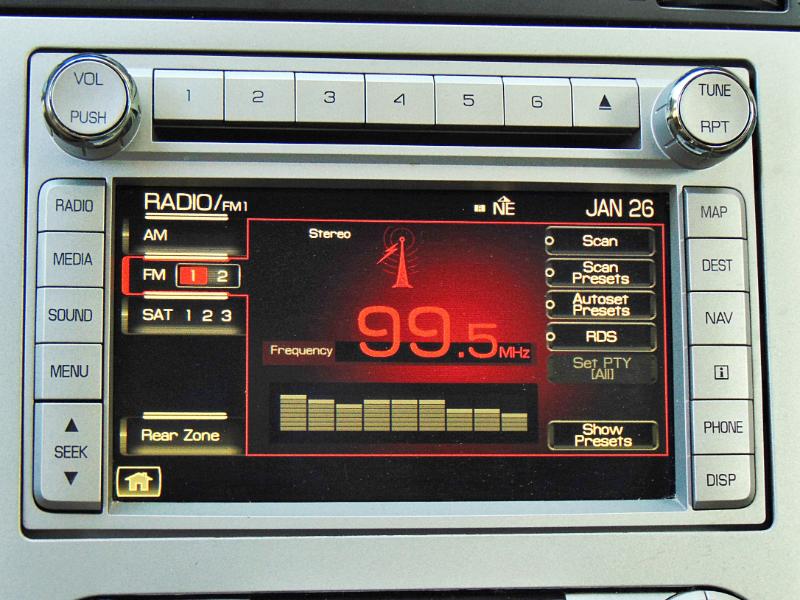 VOL
PUSH
1 2 3 4 5 6
TUNE
RPT
RADIO
MEDIA
SOUND
MENU
SEEK
RADIO/FM1
NE
JAN 26
AM
FM 1 2
SAT 1 2 3
Rear Zone
Stereo
Frequency
99.5 MHz
Scan
Scan
Presets
Autoset
Presets
RDS
Set PTY
[All]
Show
Presets
MAP
DEST
NAV
i
PHONE
DISP